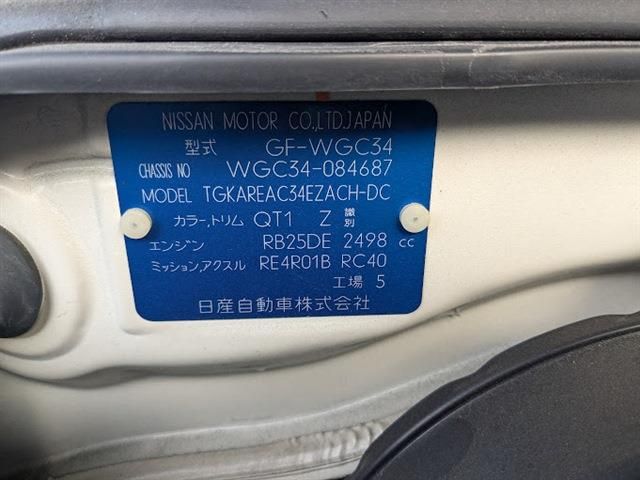 NISSAN MOTOR CO.,LTD.JAPAN
型式 GF-WGC34
CHASSIS NO WGC34-084687
MODEL TGKAREAC34EZACH-DC
カラー,トリム QT1 Z 識別
エンジン RB25DE 2498 cc
ミッション,アクスル RE4R01B RC40
工場 5
日産自動車株式会社